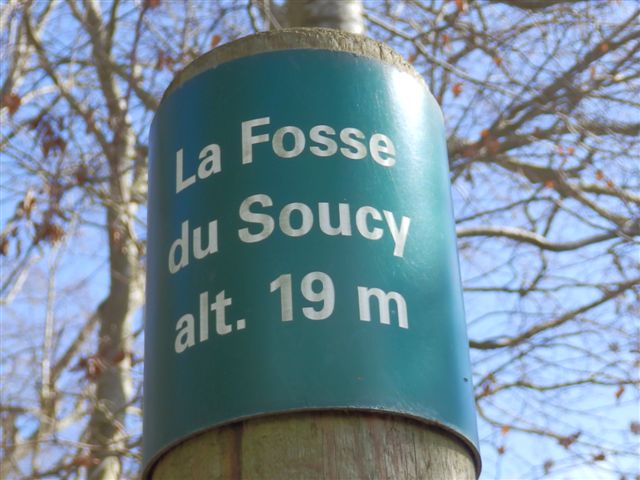 La Fosse
du Soucy
alt. 19 m